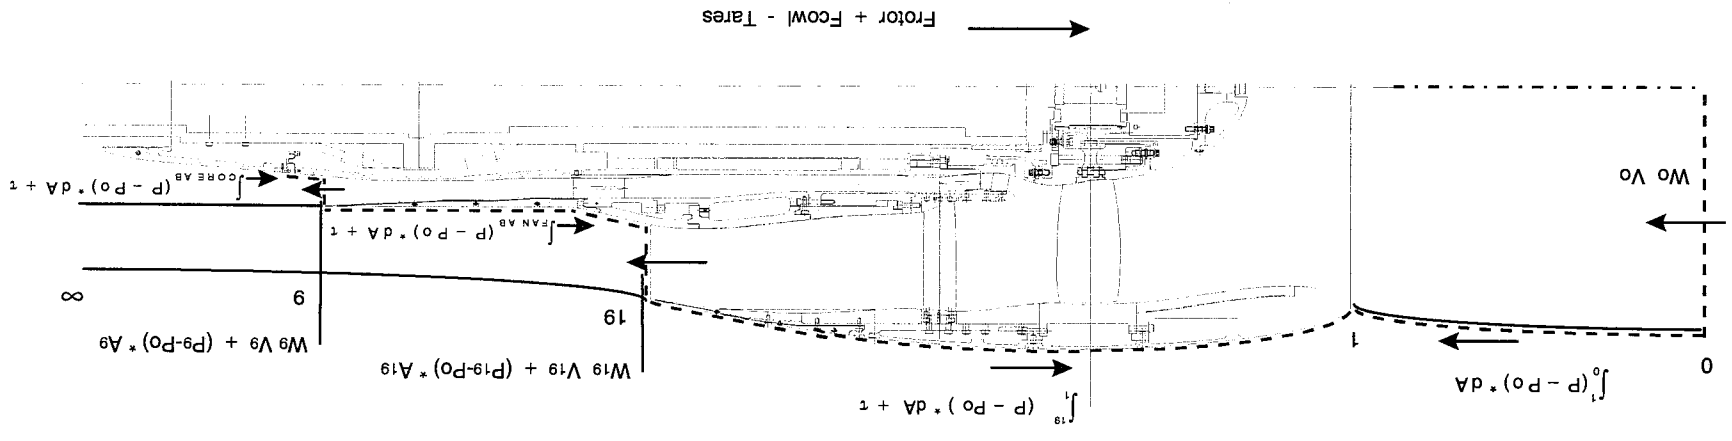 ∫₁¹⁹ (P - Po) * dA + τ
∫₀¹ (P - Po) * dA
0
1
W19 V19 + (P19-Po) * A19
W9 V9 + (P9-Po) * A9
19
9
∞
∫FAN AB (P - Po) * dA + τ
∫CORE AB (P - Po) * dA + τ
Wo Vo
Frotor + Fcowl - Tares